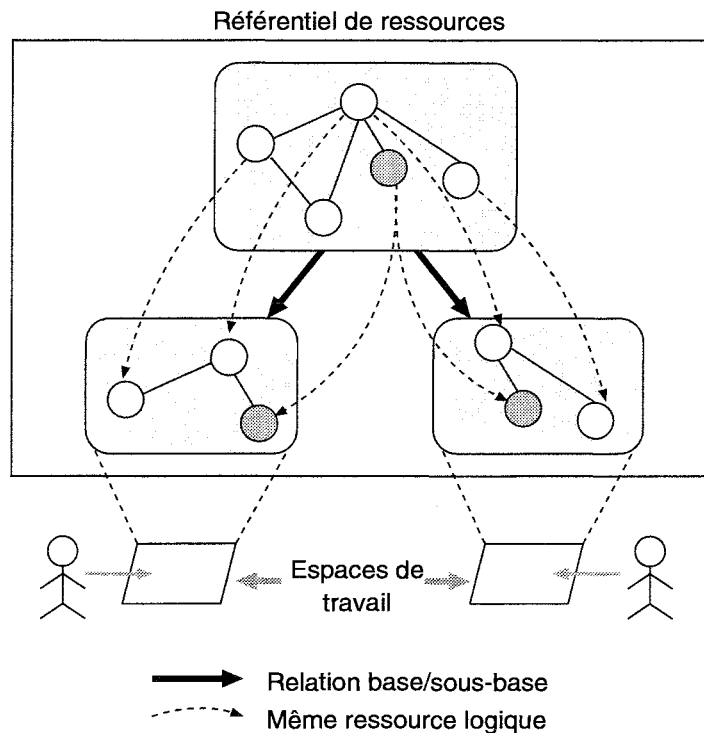 Référentiel de ressources
Espaces de
travail
Relation base/sous-base
Même ressource logique